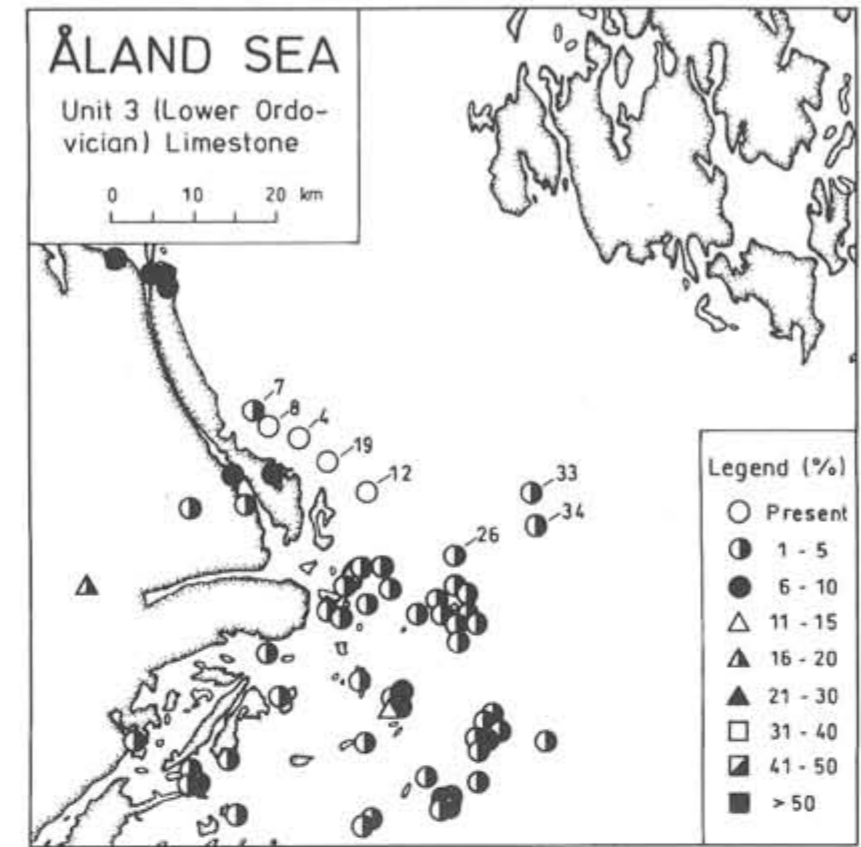 ÅLAND SEA
Unit 3 (Lower Ordo-
vician) Limestone
0 10 20 km
7
8
4
19
12
33
34
26
Legend (%)
Present
1 - 5
6 - 10
11 - 15
16 - 20
21 - 30
31 - 40
41 - 50
> 50